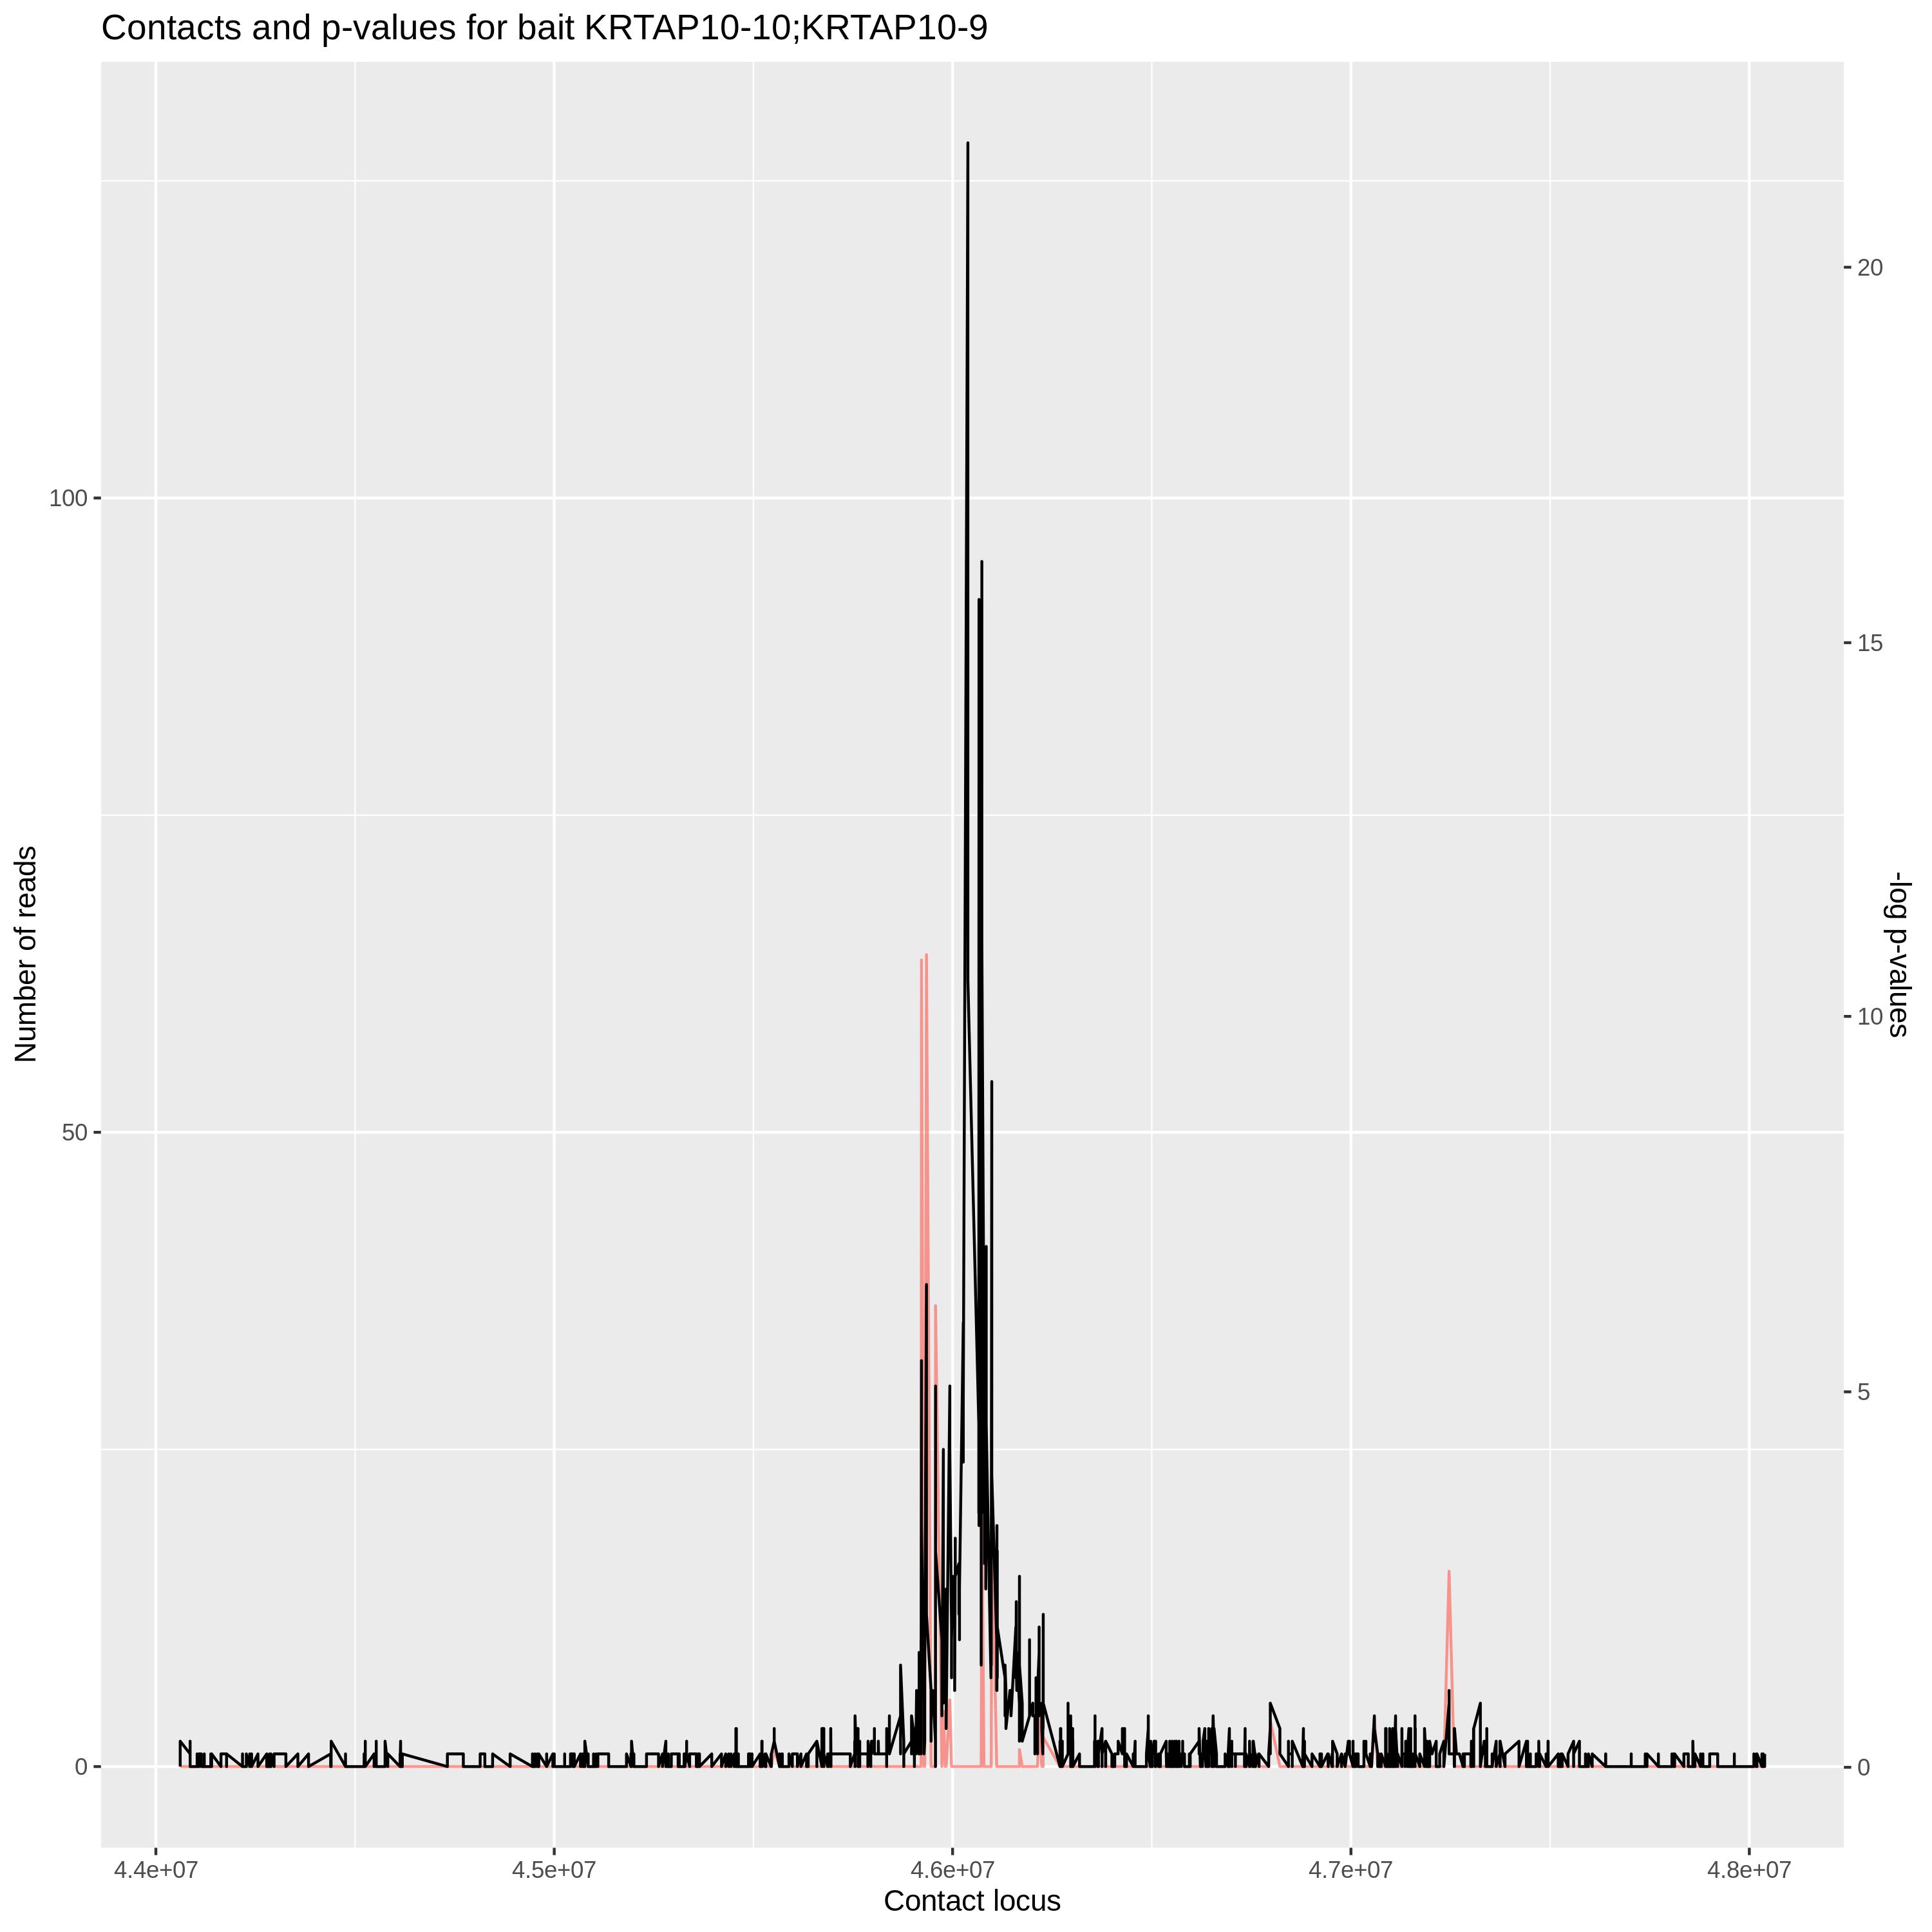 Contacts and p-values for bait KRTAP10-10;KRTAP10-9
Number of reads
100
50
0
20
15
10
5
0
-log p-values
4.4e+07
4.5e+07
4.6e+07
4.7e+07
4.8e+07
Contact locus